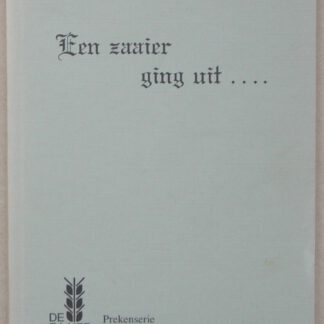 Een zaaier
ging uit ....
DE
Prekenserie